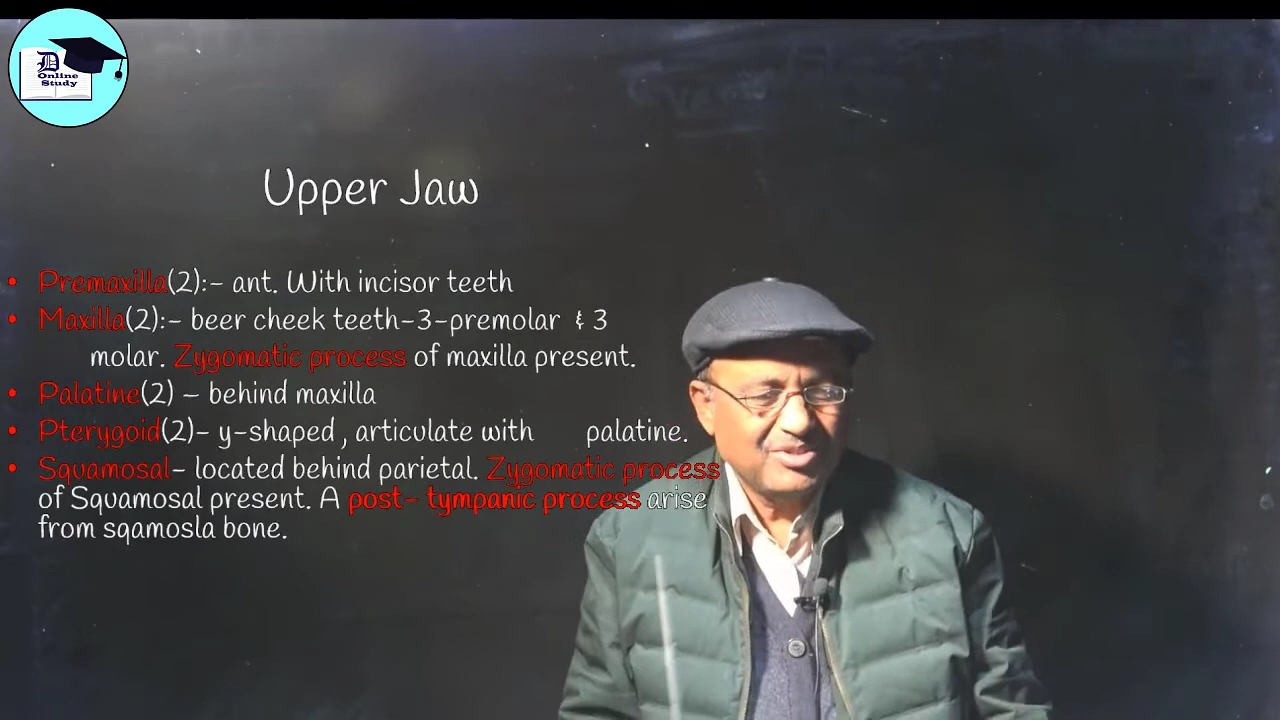 D
Online
Study
Upper Jaw
• Premaxilla(2):- ant. With incisor teeth
• Maxilla(2):- beer cheek teeth-3-premolar & 3
molar. Zygomatic process of maxilla present.
• Palatine(2) – behind maxilla
• Pterygoid(2)- y-shaped , articulate with palatine.
• Squamosal- located behind parietal. Zygomatic process
of Squamosal present. A post- tympanic process arise
from sqamosla bone.